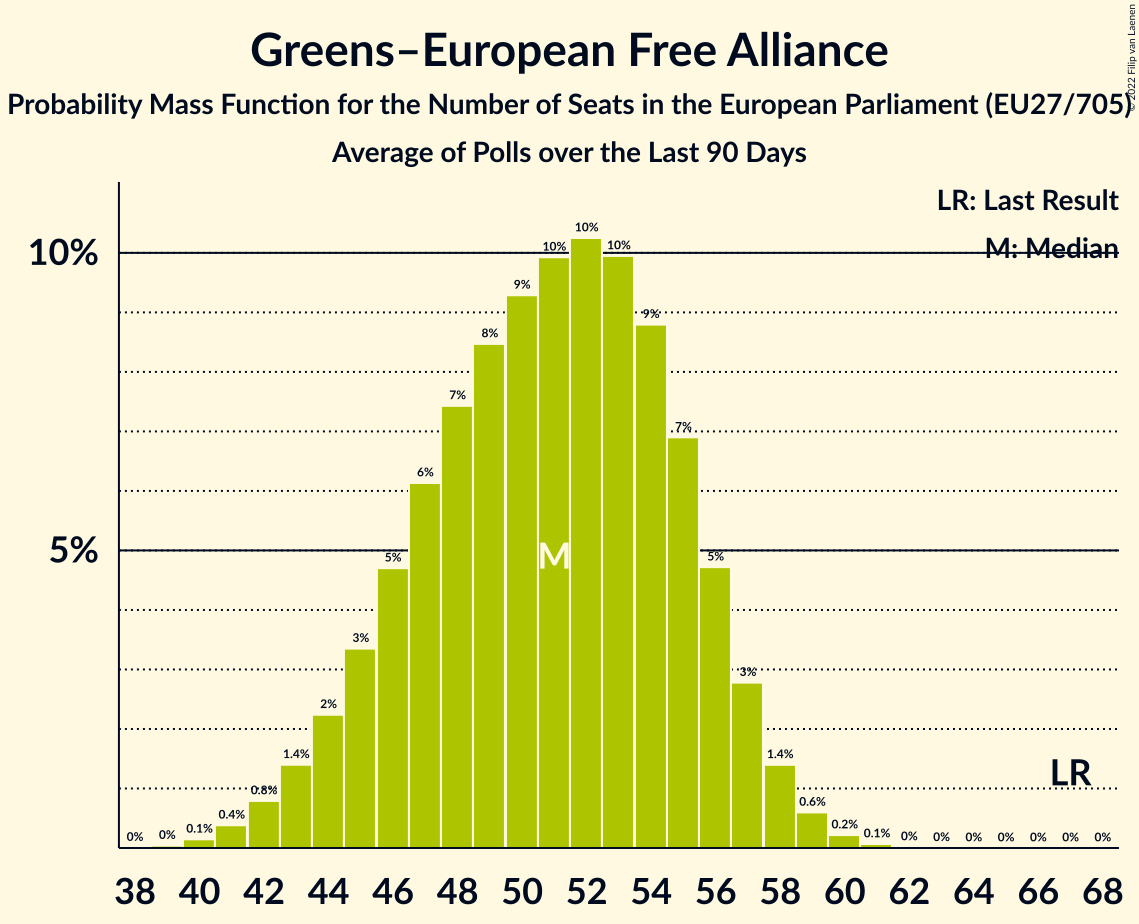 Greens–European Free Alliance
Probability Mass Function for the Number of Seats in the European Parliament (EU27/705)
Average of Polls over the Last 90 Days
© 2022 Filip van Laenen
LR: Last Result
M: Median
10%
5%
0% 0% 0.1% 0.4% 0.8% 1.4% 2% 3% 5% 6% 7% 8% 9% 10% 10% 10% 9% 7% 5% 3% 1.4% 0.6% 0.2% 0.1% 0% 0% 0% 0% 0% 0% 0%
M
LR
38 40 42 44 46 48 50 52 54 56 58 60 62 64 66 68